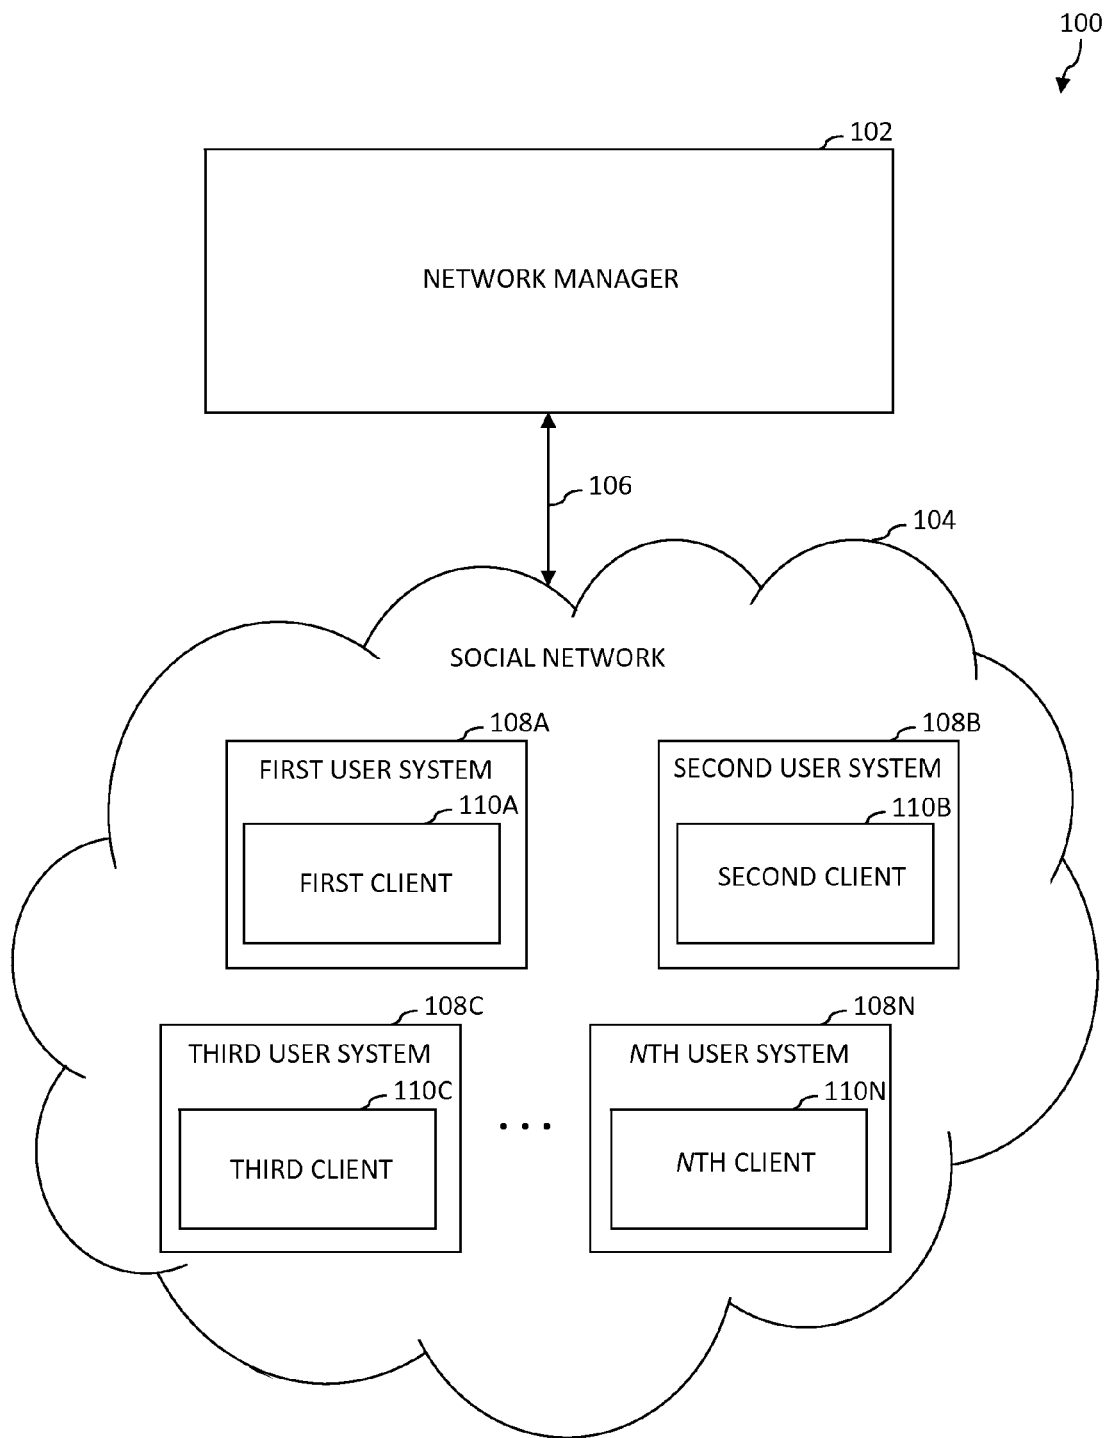 100
102
NETWORK MANAGER
106
104
SOCIAL NETWORK
108A
108B
FIRST USER SYSTEM
SECOND USER SYSTEM
110A
110B
FIRST CLIENT
SECOND CLIENT
108C
108N
THIRD USER SYSTEM
NTH USER SYSTEM
110C
110N
...
THIRD CLIENT
NTH CLIENT